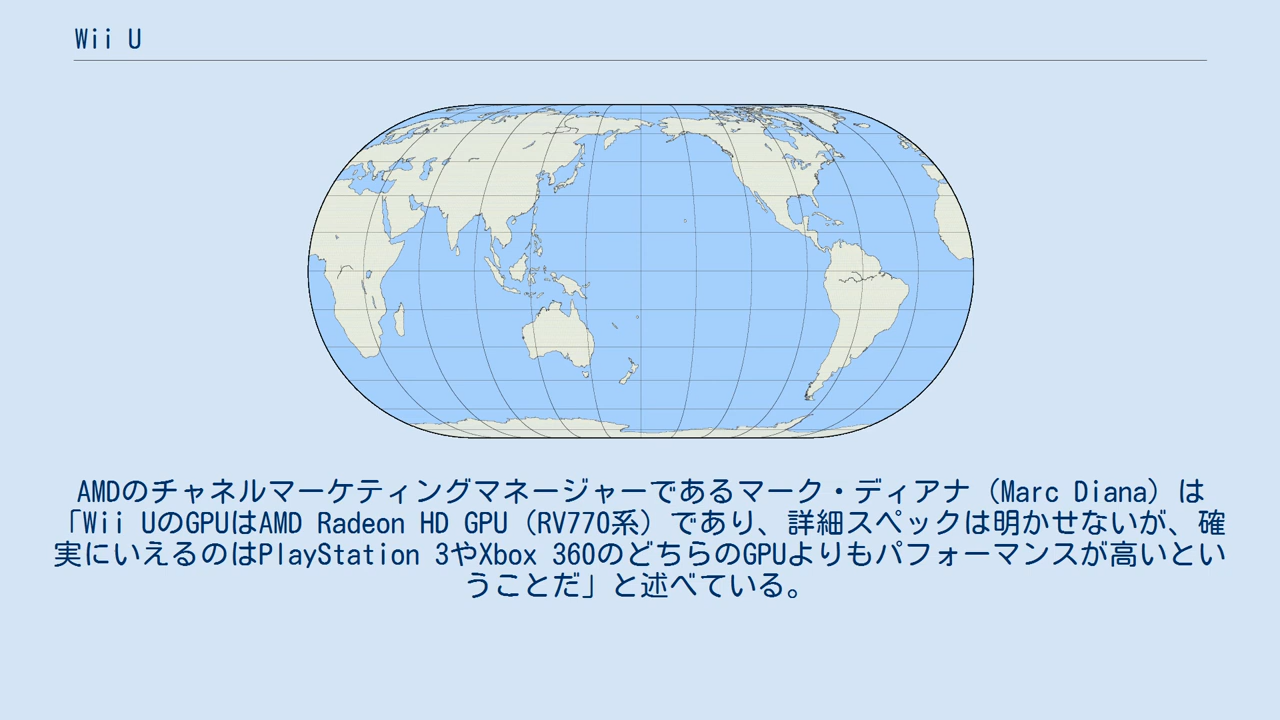 Wii U
AMDのチャネルマーケティングマネージャーであるマーク・ディアナ（Marc Diana）は
「Wii UのGPUはAMD Radeon HD GPU（RV770系）であり、詳細スペックは明かせないが、確
実にいえるのはPlayStation 3やXbox 360のどちらのGPUよりもパフォーマンスが高いとい
うことだ」と述べている。